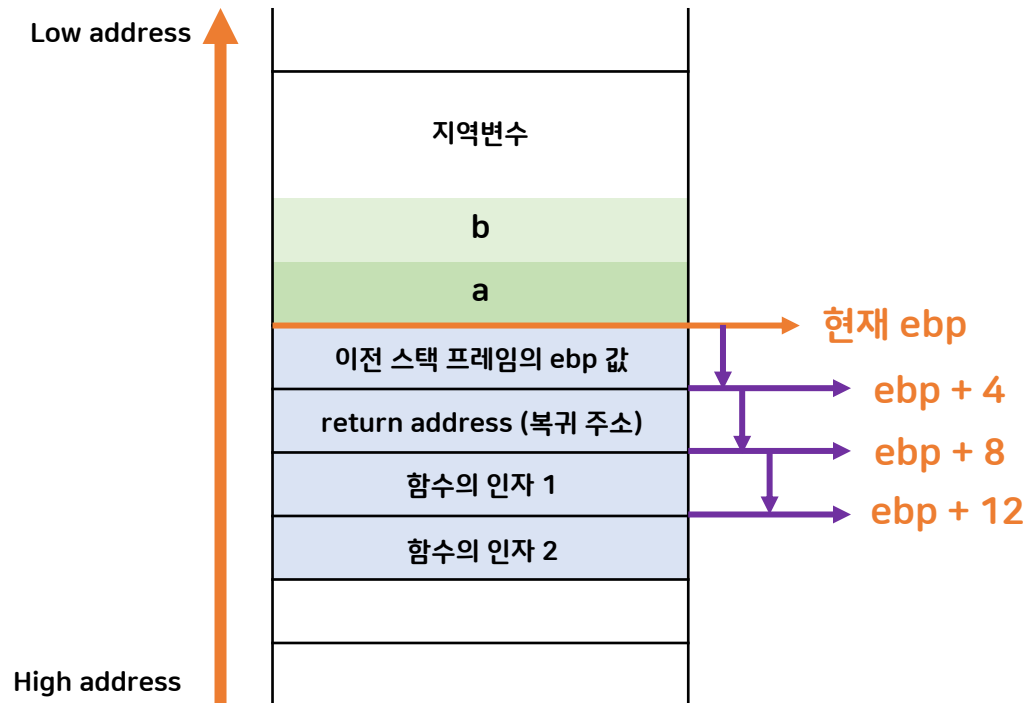 Low address
지역변수
b
a
현재 ebp
이전 스택 프레임의 ebp 값
ebp + 4
return address (복귀 주소)
ebp + 8
함수의 인자 1
ebp + 12
함수의 인자 2
High address